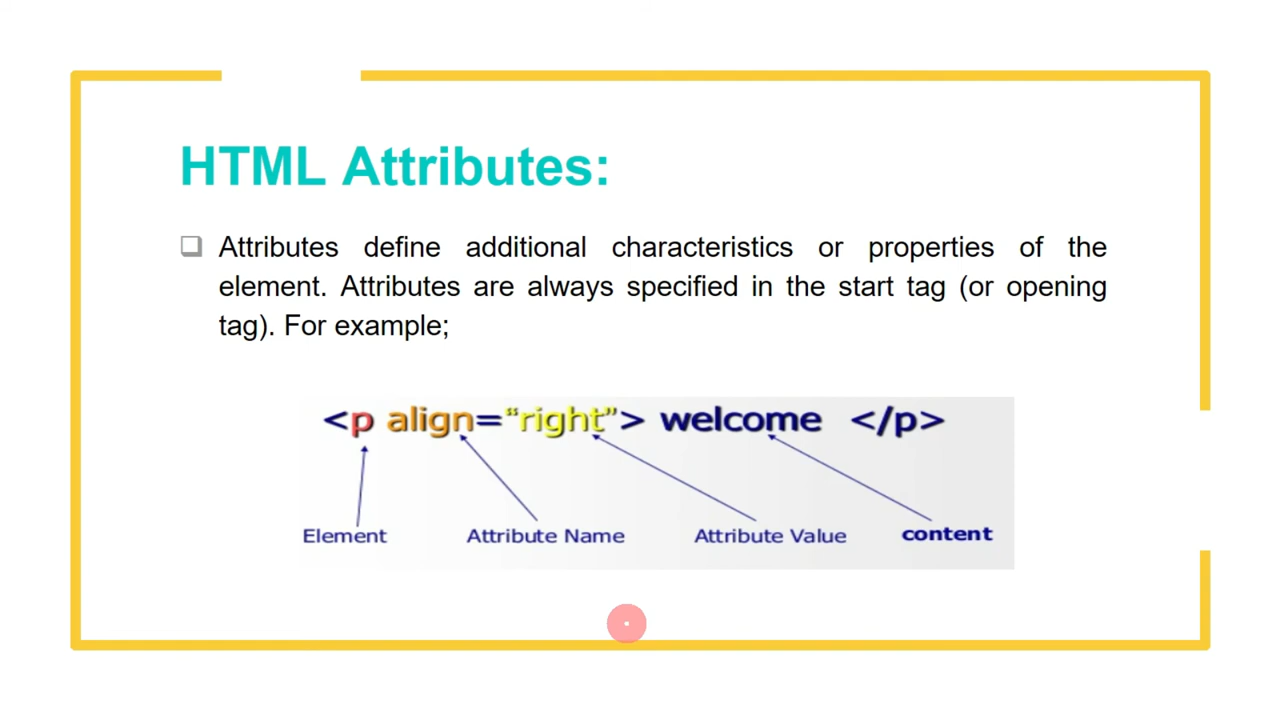 HTML Attributes:
Attributes define additional characteristics or properties of the
element. Attributes are always specified in the start tag (or opening
tag). For example;
<p align=“right”> welcome </p>
Element Attribute Name Attribute Value content